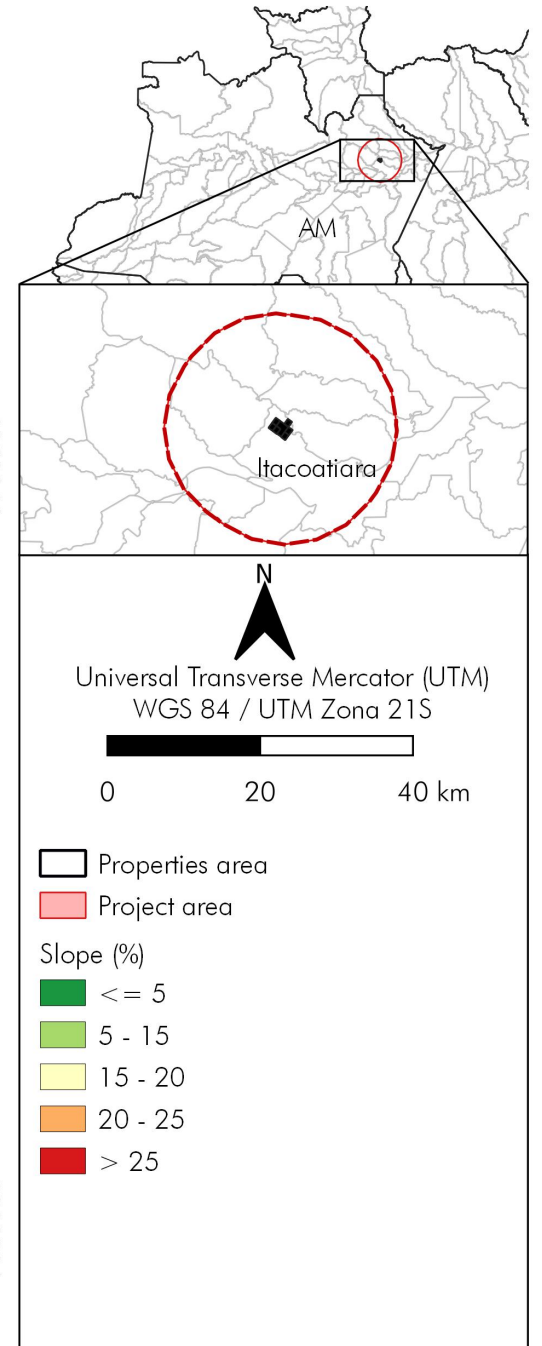 AM
Itacoatiara
N
Universal Transverse Mercator (UTM)
WGS 84 / UTM Zona 21S
0 20 40 km
Properties area
Project area
Slope (%)
<= 5
5 - 15
15 - 20
20 - 25
> 25